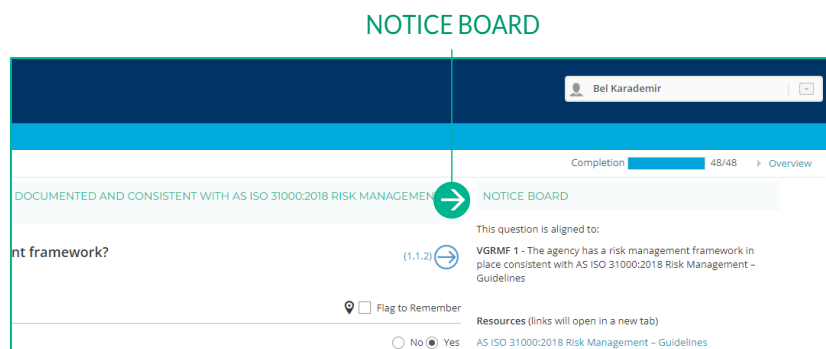 NOTICE BOARD
Bel Karademir
Completion 48/48 Overview
DOCUMENTED AND CONSISTENT WITH AS ISO 31000:2018 RISK MANAGEMENT
NOTICE BOARD
This question is aligned to:
nt framework?
(1.1.2)
VGRMF 1 - The agency has a risk management framework in
place consistent with AS ISO 31000:2018 Risk Management –
Guidelines
Flag to Remember
Resources (links will open in a new tab)
No Yes
AS ISO 31000:2018 Risk Management – Guidelines